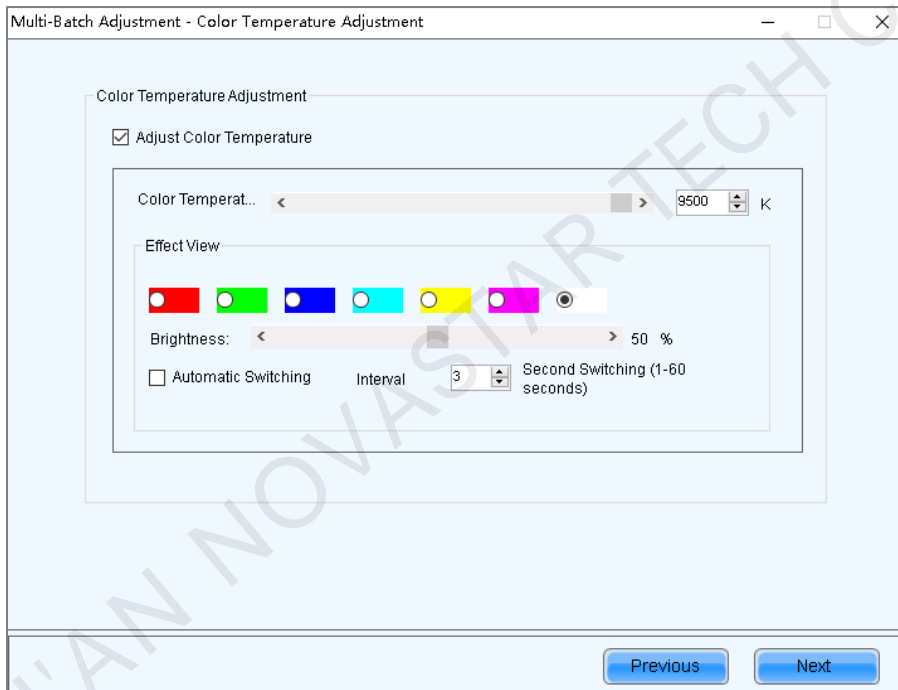 Multi-Batch Adjustment - Color Temperature Adjustment
Color Temperature Adjustment
Adjust Color Temperature
Color Temperat... 9500 K
Effect View
Brightness: 50 %
Automatic Switching Interval 3 Second Switching (1-60
seconds)
Previous Next
'AN NOVASTAR TECH